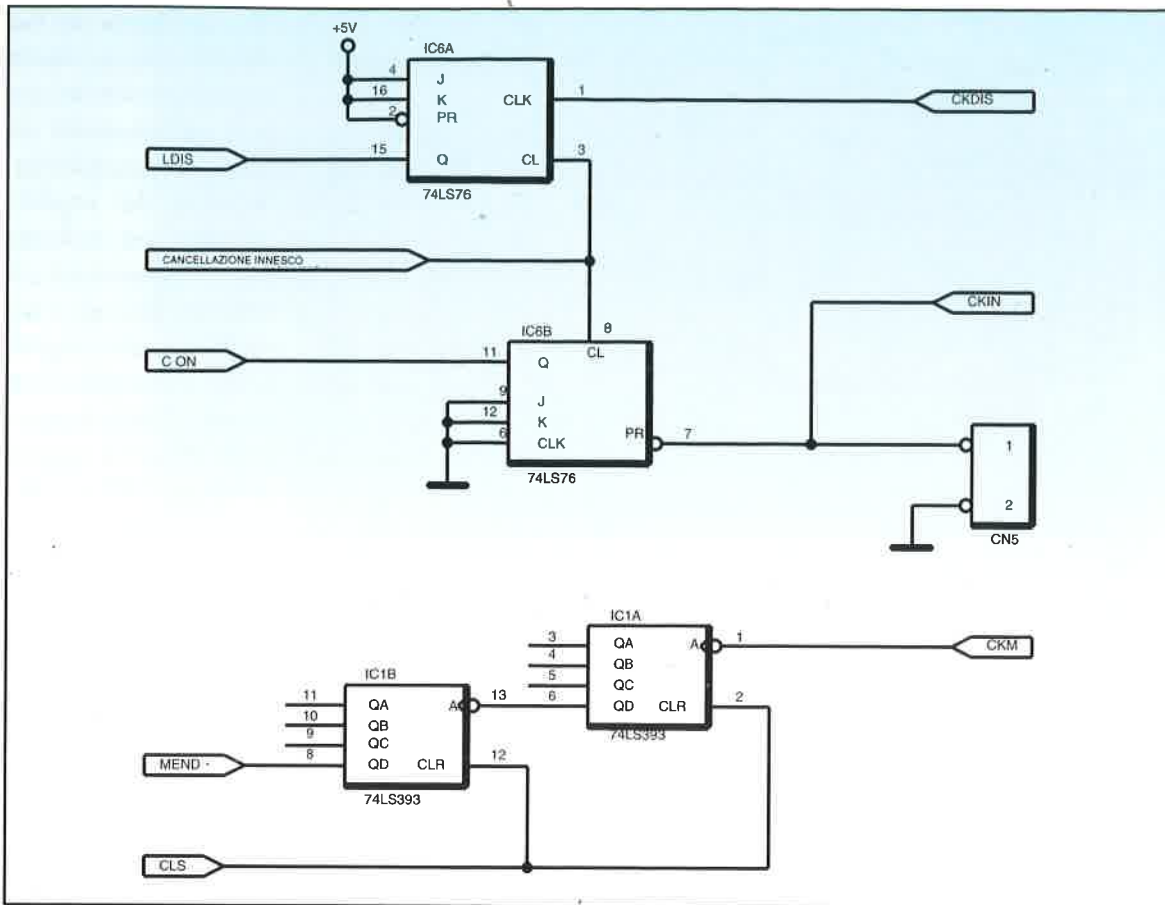 +5V
IC6A
4 J
16 K CLK 1 CKDIS
2 PR
LDIS 15 Q CL 3
74LS76
CANCELLAZIONE INNESCO
CKIN
IC6B 8
C ON 11 Q CL
9 J
12 K
6 CLK PR 7
1
74LS76
2
CN5
IC1A
3 QA A 1 CKM
4 QB
5 QC
IC1B
11 QA A 13 6 QD CLR 2
10 QB 74LS393
9 QC
MEND 8 QD CLR 12
74LS393
CLS